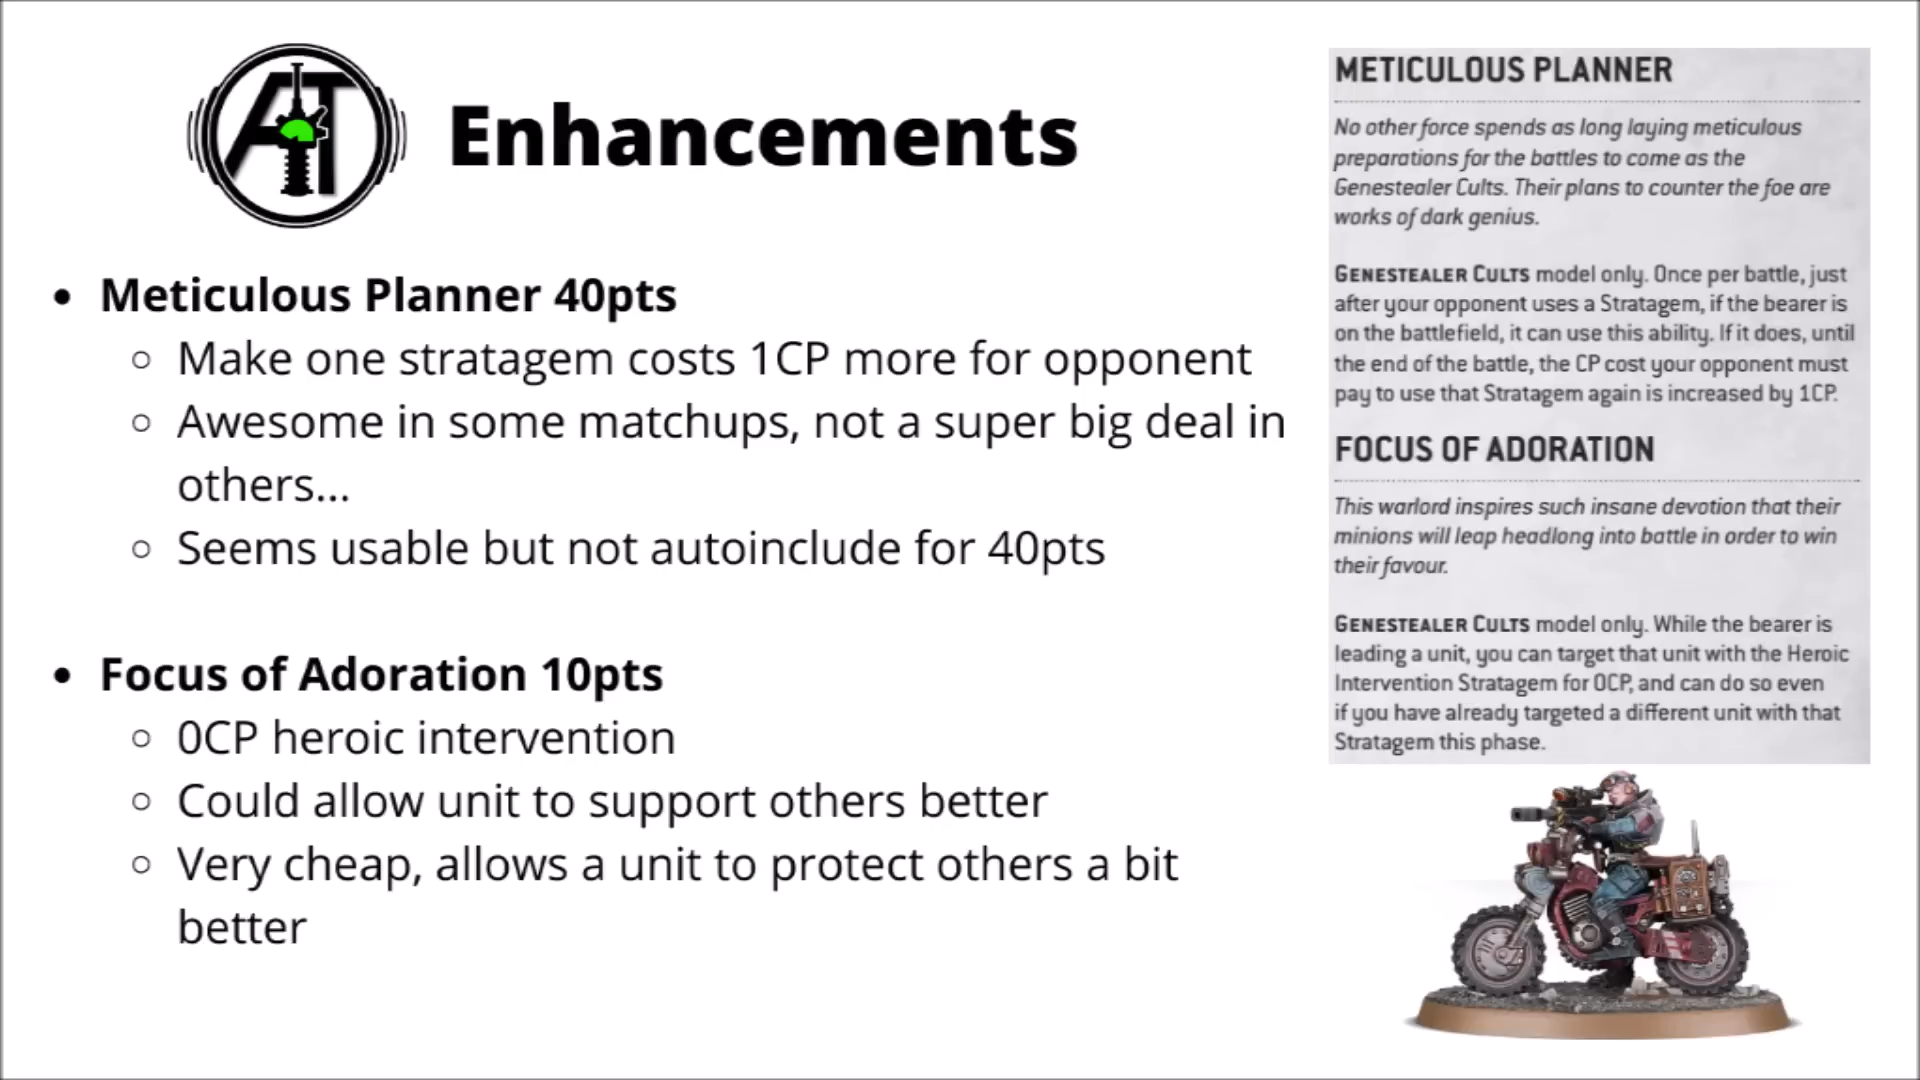 AT
Enhancements
• Meticulous Planner 40pts
○ Make one stratagem costs 1CP more for opponent
○ Awesome in some matchups, not a super big deal in
others...
○ Seems usable but not autoinclude for 40pts
• Focus of Adoration 10pts
○ 0CP heroic intervention
○ Could allow unit to support others better
○ Very cheap, allows a unit to protect others a bit
better
METICULOUS PLANNER
No other force spends as long laying meticulous
preparations for the battles to come as the
Genestealer Cults. Their plans to counter the foe are
works of dark genius.
GENESTEALER CULTS model only. Once per battle, just
after your opponent uses a Stratagem, if the bearer is
on the battlefield, it can use this ability. If it does, until
the end of the battle, the CP cost your opponent must
pay to use that Stratagem again is increased by 1CP.
FOCUS OF ADORATION
This warlord inspires such insane devotion that their
minions will leap headlong into battle in order to win
their favour.
GENESTEALER CULTS model only. While the bearer is
leading a unit, you can target that unit with the Heroic
Intervention Stratagem for 0CP, and can do so even
if you have already targeted a different unit with that
Stratagem this phase.